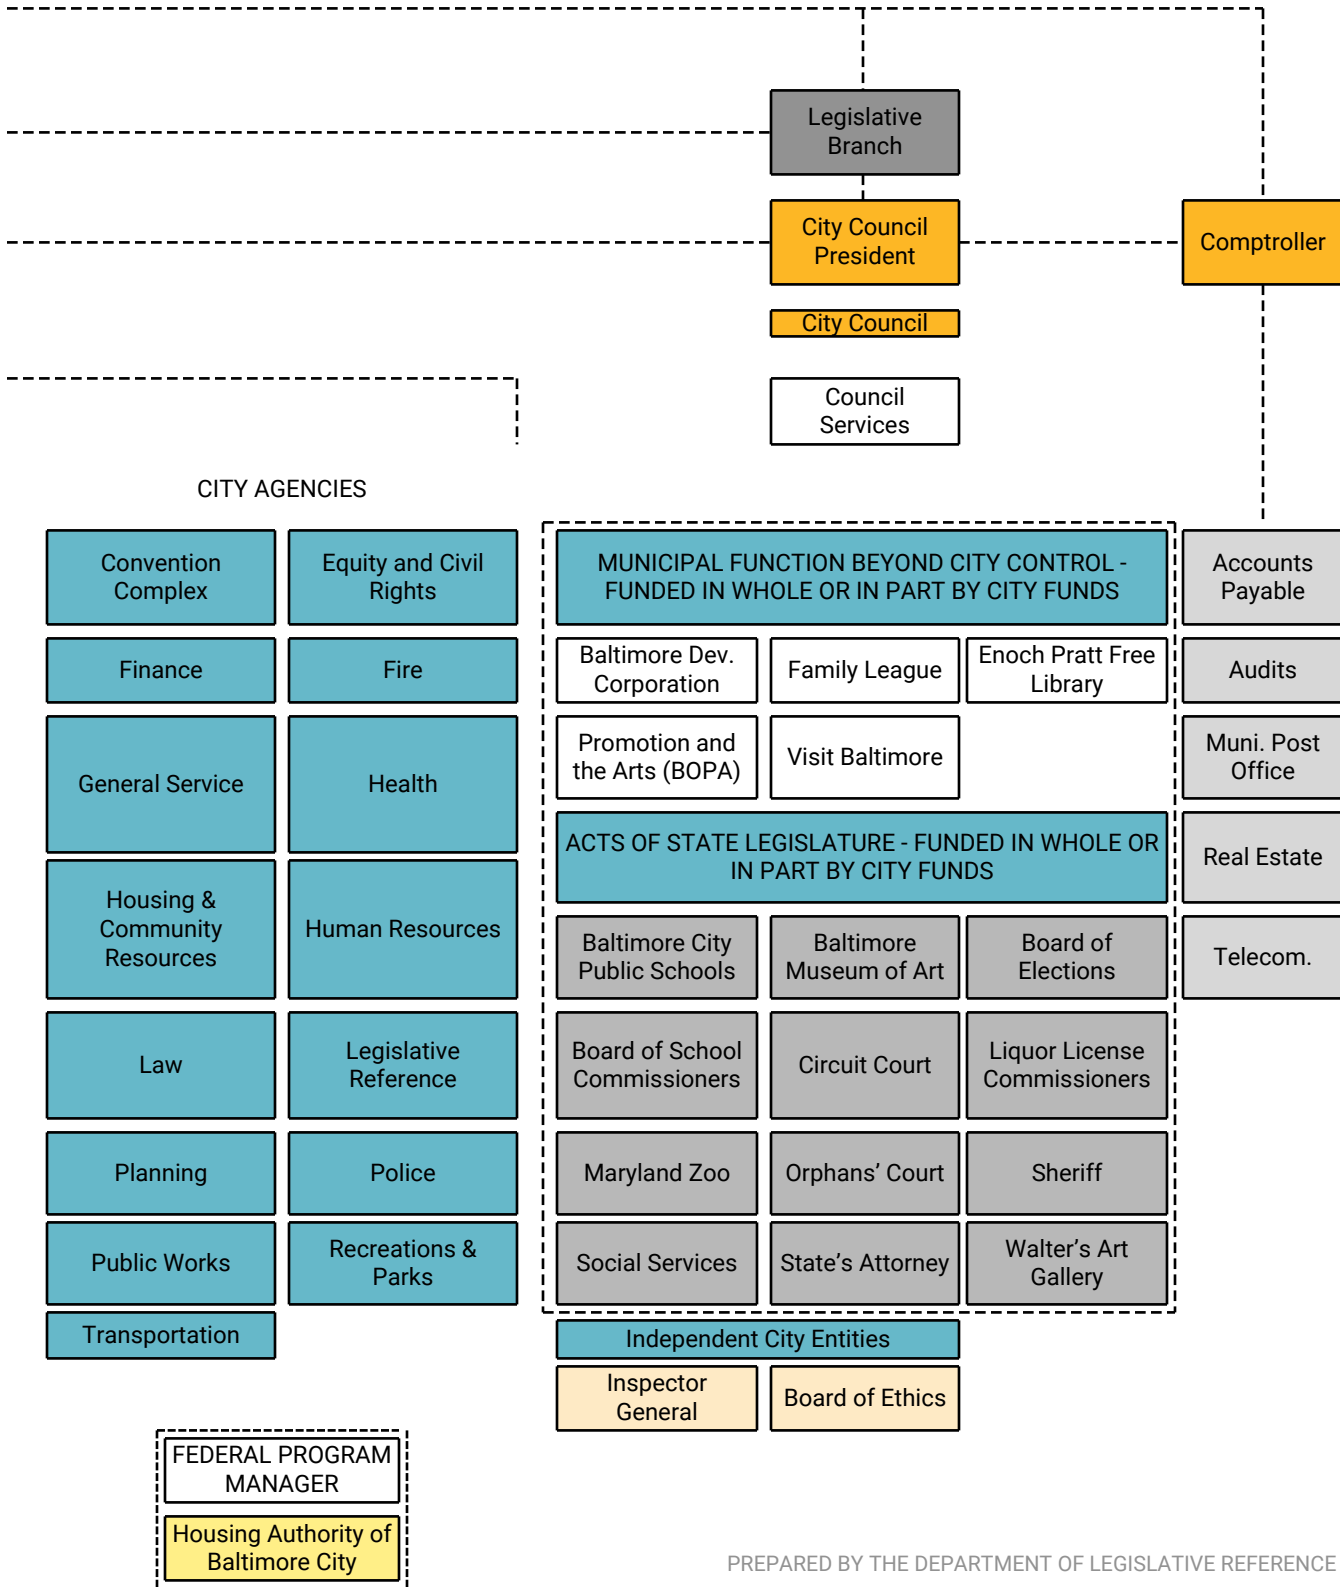 Legislative
Branch
City Council
President
Comptroller
City Council
Council
Services
CITY AGENCIES
Convention
Complex
Equity and Civil
Rights
Finance
Fire
General Service
Health
Housing &
Community
Resources
Human Resources
Law
Legislative
Reference
Planning
Police
Public Works
Recreations &
Parks
Transportation
MUNICIPAL FUNCTION BEYOND CITY CONTROL -
FUNDED IN WHOLE OR IN PART BY CITY FUNDS
Baltimore Dev.
Corporation
Family League
Enoch Pratt Free
Library
Promotion and
the Arts (BOPA)
Visit Baltimore
ACTS OF STATE LEGISLATURE - FUNDED IN WHOLE OR
IN PART BY CITY FUNDS
Baltimore City
Public Schools
Baltimore
Museum of Art
Board of
Elections
Board of School
Commissioners
Circuit Court
Liquor License
Commissioners
Maryland Zoo
Orphans’ Court
Sheriff
Social Services
State’s Attorney
Walter’s Art
Gallery
Independent City Entities
Inspector
General
Board of Ethics
Accounts
Payable
Audits
Muni. Post
Office
Real Estate
Telecom.
FEDERAL PROGRAM
MANAGER
Housing Authority of
Baltimore City
PREPARED BY THE DEPARTMENT OF LEGISLATIVE REFERENCE